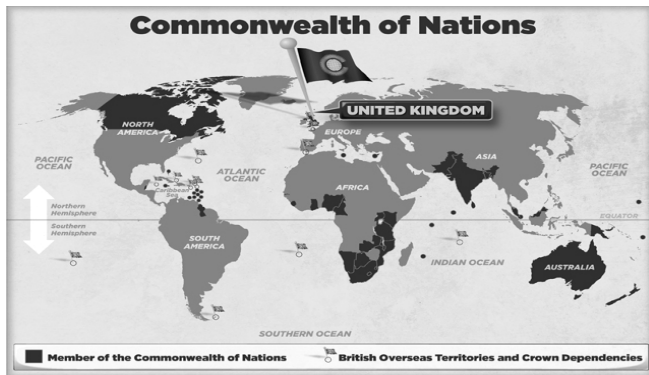 Commonwealth of Nations
UNITED KINGDOM
NORTH
AMERICA
EUROPE
ASIA
PACIFIC
OCEAN
ATLANTIC
OCEAN
PACIFIC
OCEAN
Caribbean
Sea
AFRICA
Northern
Hemisphere
EQUATOR
Southern
Hemisphere
SOUTH
AMERICA
INDIAN OCEAN
AUSTRALIA
SOUTHERN OCEAN
Member of the Commonwealth of Nations
British Overseas Territories and Crown Dependencies